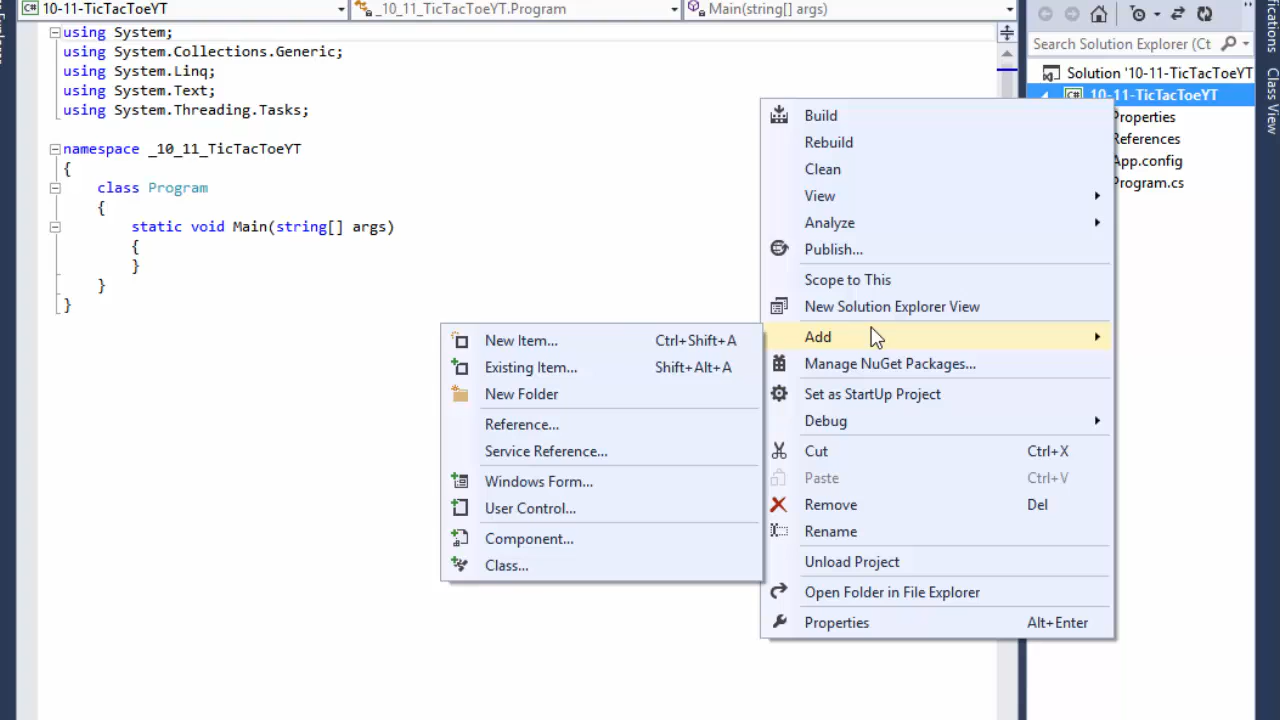 10-11-TicTacToeYT
_10_11_TicTacToeYT.Program
Main(string[] args)
using System;
using System.Collections.Generic;
using System.Linq;
using System.Text;
using System.Threading.Tasks;
namespace _10_11_TicTacToeYT
{
class Program
{
static void Main(string[] args)
{
}
}
}
Search Solution Explorer (Ct
Solution '10-11-TicTacToeYT
C# 10-11-TicTacToeYT
Properties
References
App.config
Program.cs
Build
Rebuild
Clean
View
Analyze
Publish...
Scope to This
New Solution Explorer View
Add
Manage NuGet Packages...
Set as StartUp Project
Debug
Cut Ctrl+X
Paste Ctrl+V
Remove Del
Rename
Unload Project
Open Folder in File Explorer
Properties Alt+Enter
New Item... Ctrl+Shift+A
Existing Item... Shift+Alt+A
New Folder
Reference...
Service Reference...
Windows Form...
User Control...
Component...
Class...
Class View